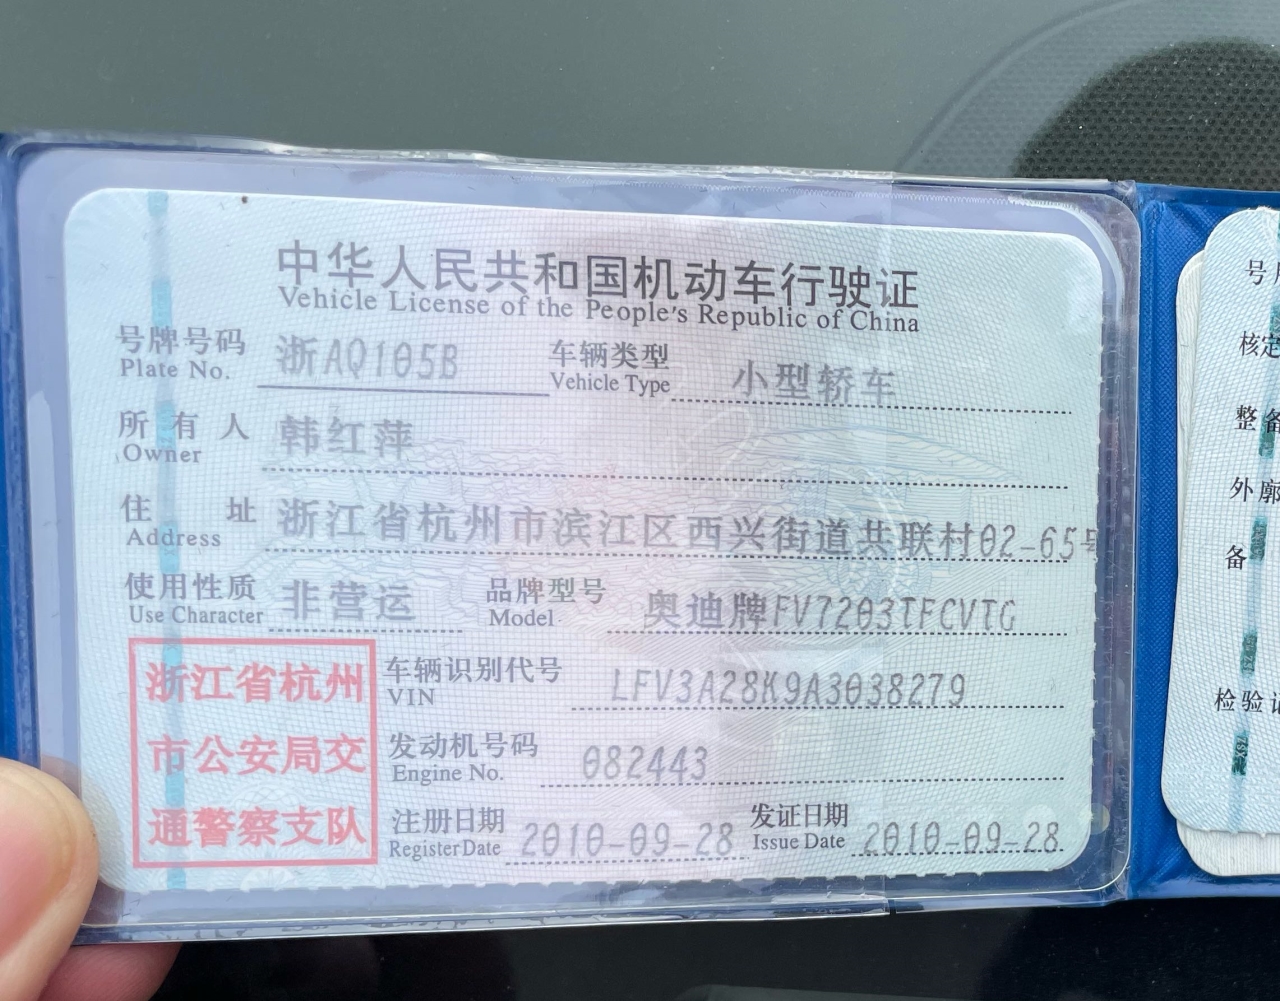 中华人民共和国机动车行驶证
Vehicle License of the People's Republic of China
号牌号码 浙AQ105B 车辆类型 小型轿车
Plate No. Vehicle Type
所有人 韩红萍
Owner
住址 浙江省杭州市滨江区西兴街道共联村02-65号
Address
使用性质 非营运 品牌型号 奥迪牌FV7203TFCVTG
Use Character Model
浙江省杭州
市公安局交
通警察支队
车辆识别代号 LFV3A28K9A3038279
VIN
发动机号码 082443
Engine No.
注册日期 2010-09-28 发证日期 2010-09-28
Register Date Issue Date
号
核定
整备
外廓
备
检验